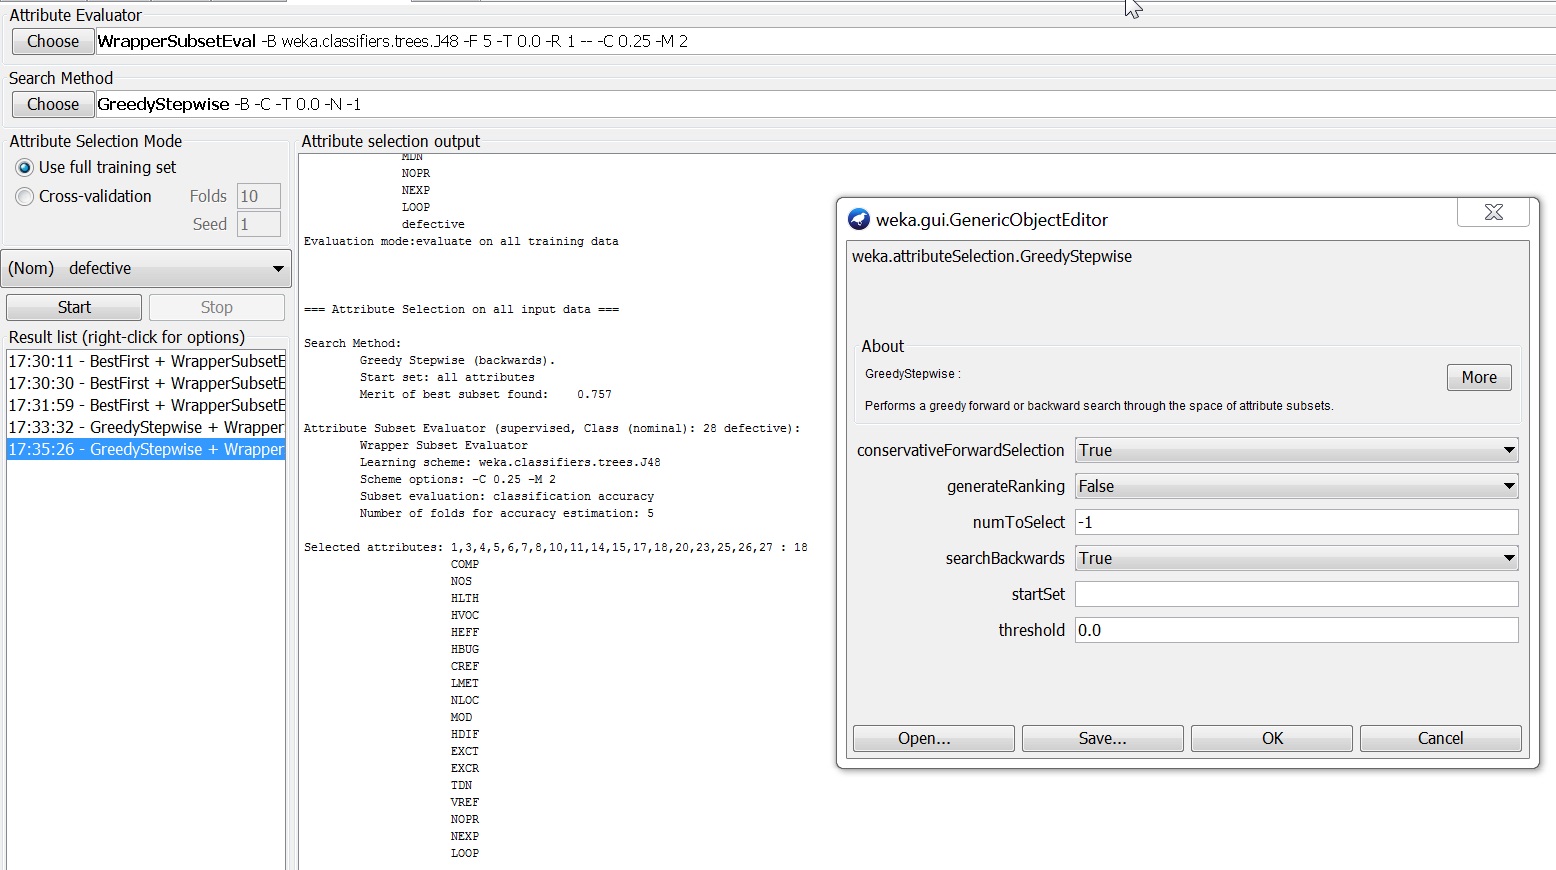 Attribute Evaluator
Choose WrapperSubsetEval -B weka.classifiers.trees.J48 -F 5 -T 0.0 -R 1 -- -C 0.25 -M 2
Search Method
Choose GreedyStepwise -B -C -T 0.0 -N -1
Attribute Selection Mode
Use full training set
Cross-validation Folds 10
Seed 1
(Nom) defective
Start Stop
Result list (right-click for options)
17:30:11 - BestFirst + WrapperSubsetE
17:30:30 - BestFirst + WrapperSubsetE
17:31:59 - BestFirst + WrapperSubsetE
17:33:32 - GreedyStepwise + Wrapper
17:35:26 - GreedyStepwise + Wrapper
Attribute selection output
MDN
NOPR
NEXP
LOOP
defective
Evaluation mode:evaluate on all training data
=== Attribute Selection on all input data ===
Search Method:
Greedy Stepwise (backwards).
Start set: all attributes
Merit of best subset found: 0.757
Attribute Subset Evaluator (supervised, Class (nominal): 28 defective):
Wrapper Subset Evaluator
Learning scheme: weka.classifiers.trees.J48
Scheme options: -C 0.25 -M 2
Subset evaluation: classification accuracy
Number of folds for accuracy estimation: 5
Selected attributes: 1,3,4,5,6,7,8,10,11,14,15,17,18,20,23,25,26,27 : 18
COMP
NOS
HLTH
HVOC
HEFF
HBUG
CREF
LMET
NLOC
MOD
HDIF
EXCT
EXCR
TDN
VREF
NOPR
NEXP
LOOP
weka.gui.GenericObjectEditor
weka.attributeSelection.GreedyStepwise
About
GreedyStepwise :
More
Performs a greedy forward or backward search through the space of attribute subsets.
conservativeForwardSelection True
generateRanking False
numToSelect -1
searchBackwards True
startSet
threshold 0.0
Open... Save... OK Cancel